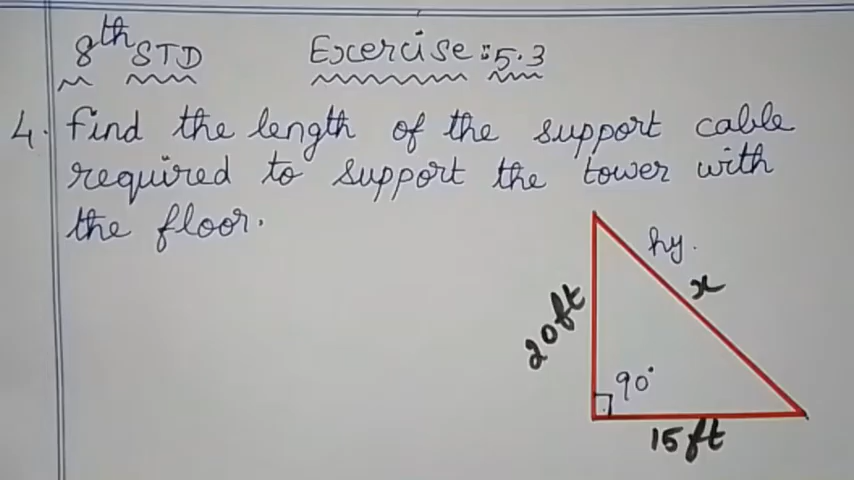 8th STD Exercise:5.3
4. Find the length of the support cable
required to support the tower with
the floor.
hy.
x
20ft
90°
15ft